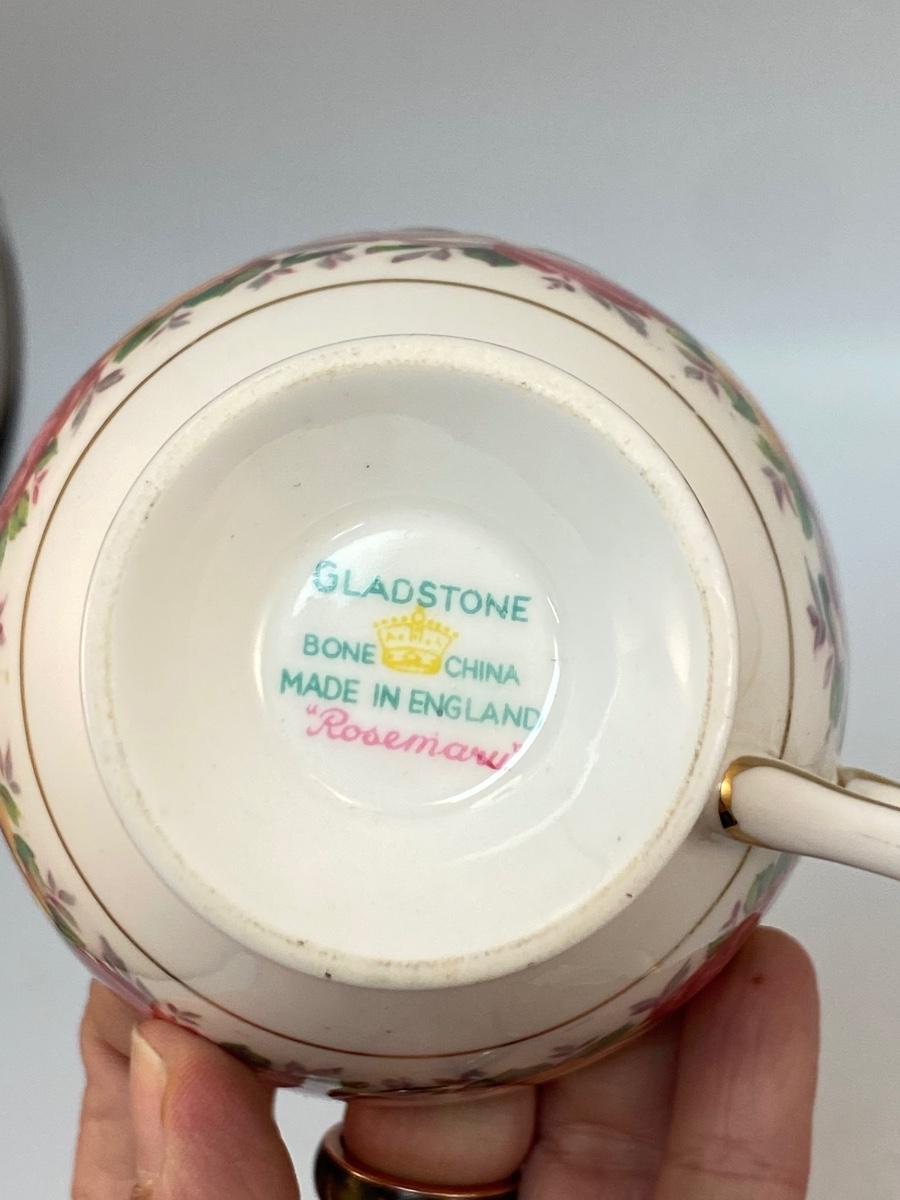 GLADSTONE
BONE CHINA
MADE IN ENGLAND
"Rosemary"